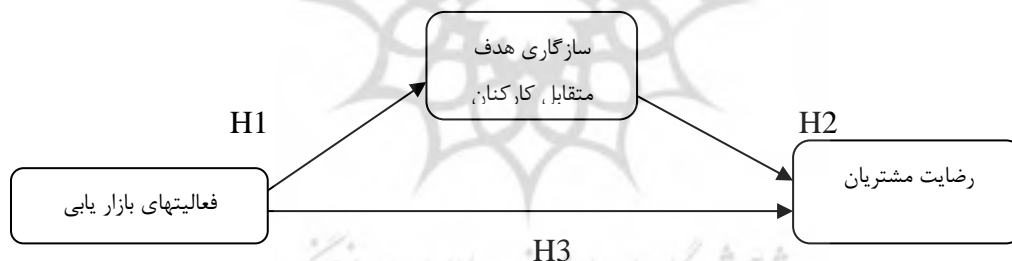 سازگاری هدف
متقابل کارکنان
H1
H2
رضایت مشتریان
فعالیتهای بازار یابی
H3